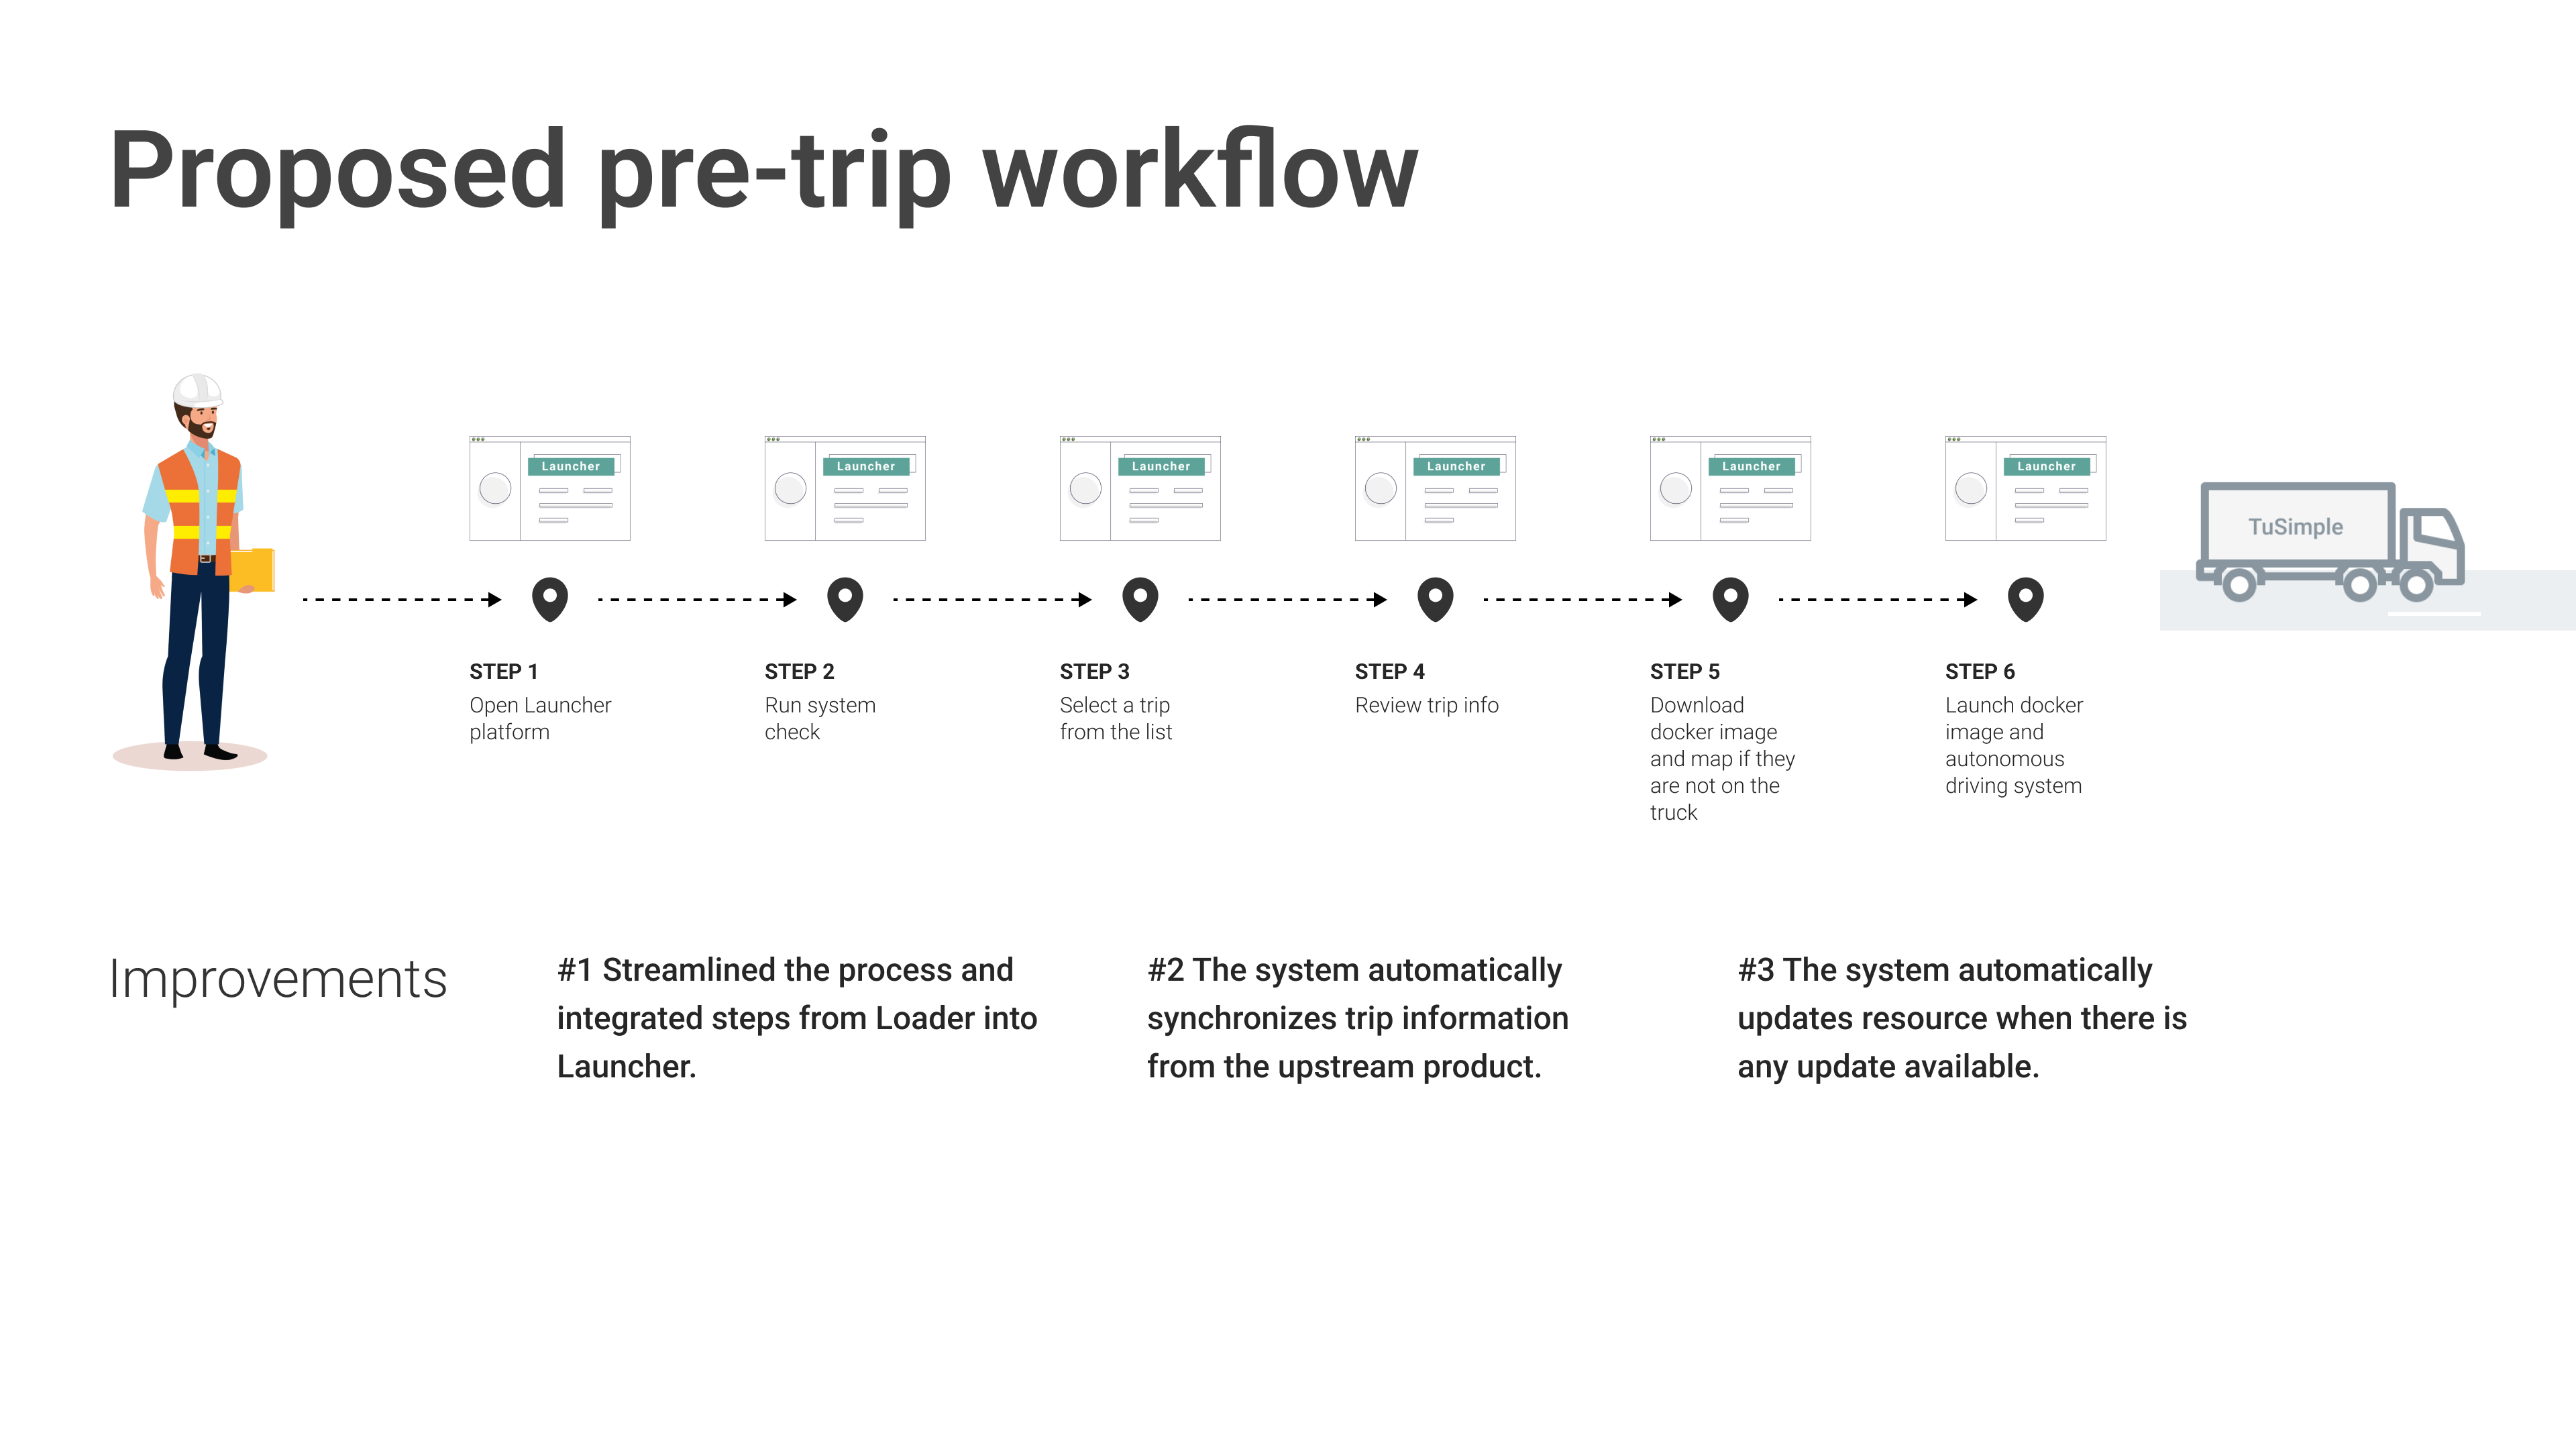 Proposed pre-trip workflow
Launcher
Launcher
Launcher
Launcher
Launcher
Launcher
TuSimple
STEP 1
Open Launcher
platform
STEP 2
Run system
check
STEP 3
Select a trip
from the list
STEP 4
Review trip info
STEP 5
Download
docker image
and map if they
are not on the
truck
STEP 6
Launch docker
image and
autonomous
driving system
Improvements
#1 Streamlined the process and
integrated steps from Loader into
Launcher.
#2 The system automatically
synchronizes trip information
from the upstream product.
#3 The system automatically
updates resource when there is
any update available.